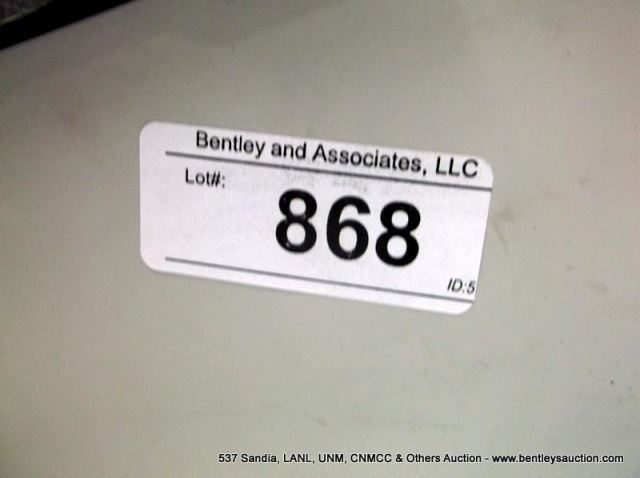 Bentley and Associates, LLC
Lot#:
868
ID:5
537 Sandia, LANL, UNM, CNMCC & Others Auction - www.bentleysauction.com